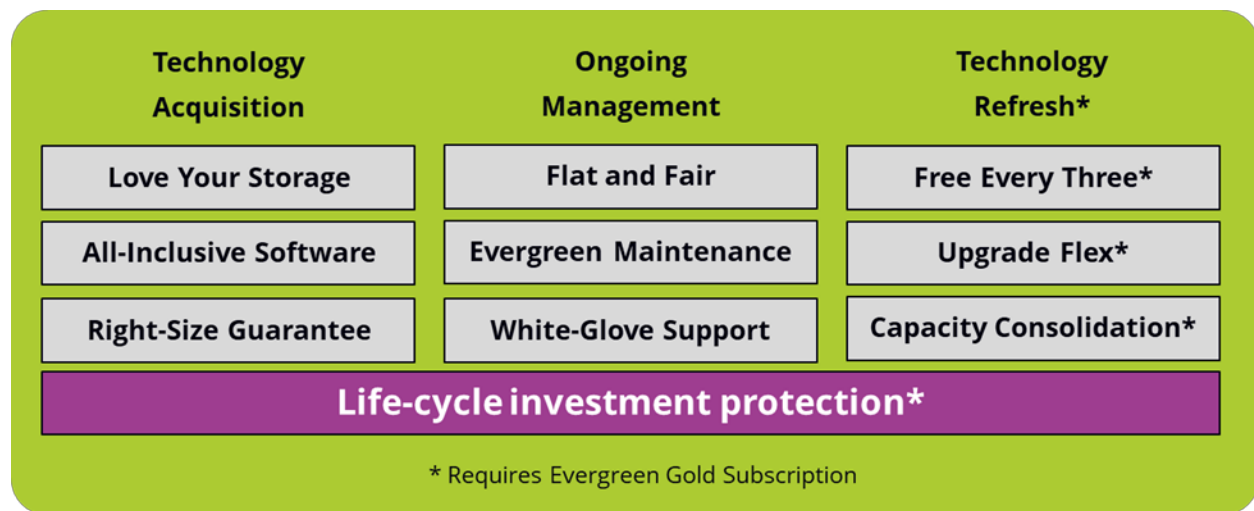 Technology
Acquisition
Ongoing
Management
Technology
Refresh*
Love Your Storage
Flat and Fair
Free Every Three*
All-Inclusive Software
Evergreen Maintenance
Upgrade Flex*
Right-Size Guarantee
White-Glove Support
Capacity Consolidation*
Life-cycle investment protection*
* Requires Evergreen Gold Subscription